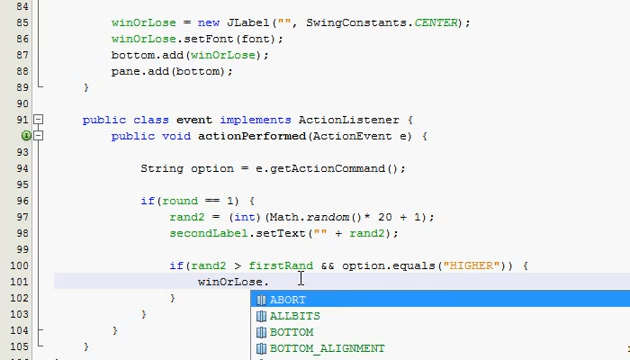 84
85 winOrLose = new JLabel("", SwingConstants.CENTER);
86 winOrLose.setFont(font);
87 bottom.add(winOrLose);
88 pane.add(bottom);
89 }
90
91 public class event implements ActionListener {
public void actionPerformed(ActionEvent e) {
93
94 String option = e.getActionCommand();
95
96 if(round == 1) {
97 rand2 = (int)(Math.random()* 20 + 1);
98 secondLabel.setText("" + rand2);
99
100 if(rand2 > firstRand && option.equals("HIGHER")) {
101 winOrLose.
102 }
ABORT
103 }
ALLBITS
104 }
BOTTOM
105 }
BOTTOM_ALIGNMENT